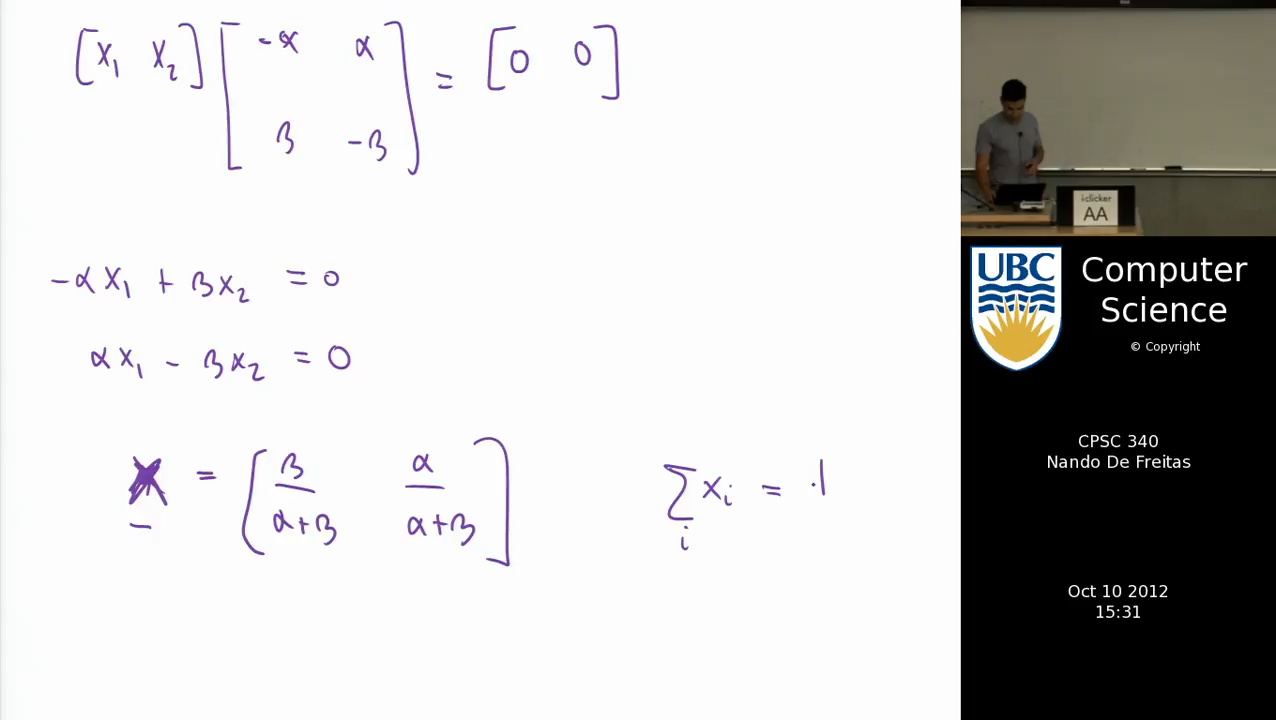 [x₁ x₂] [-α α; β -β] = [0 0]
-αx₁ + βx₂ = 0
αx₁ - βx₂ = 0
x = [β/(α+β) α/(α+β)]
∑ᵢ xᵢ = 1
i-clicker
AA
UBC
Computer
Science
© Copyright
CPSC 340
Nando De Freitas
Oct 10 2012
15:31